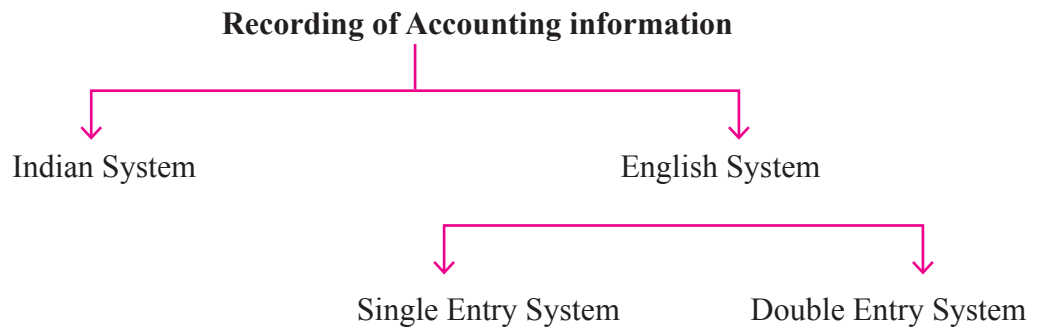 Recording of Accounting information
Indian System
English System
Single Entry System
Double Entry System